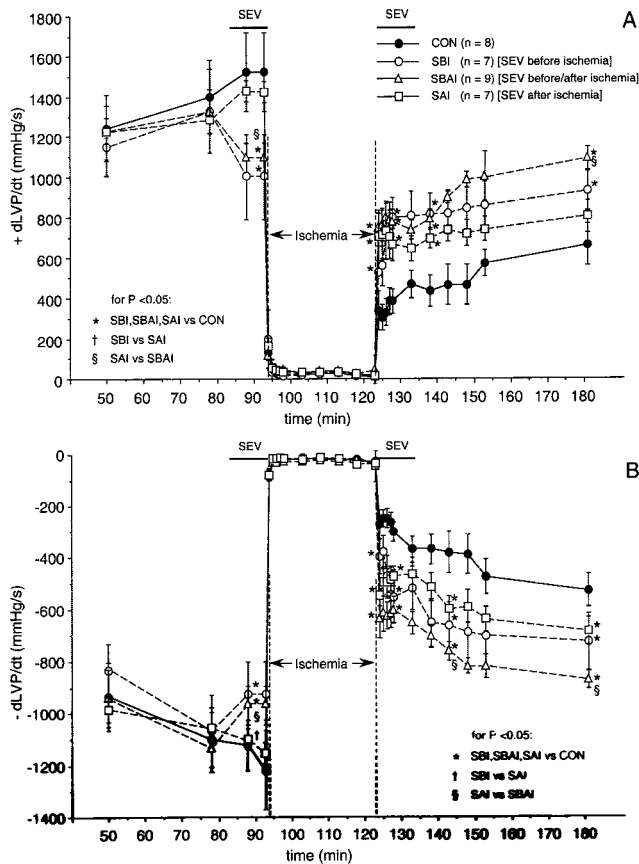 SEV
SEV
A
CON (n = 8)
SBI (n = 7) [SEV before ischemia]
SBAI (n = 9) [SEV before/after ischemia]
SAI (n = 7) [SEV after ischemia]
1800
1600
1400
1200
1000
800
600
400
200
0
+ dLVP/dt (mmHg/s)
§
*
*
Ischemia
*
*
*
*
*
*
*
*
*
§
*
for P <0.05:
* SBI,SBAI,SAI vs CON
† SBI vs SAI
§ SAI vs SBAI
50 60 70 80 90 100 110 120 130 140 150 160 170 180
time (min)
SEV
SEV
B
0
-200
-400
-600
-800
-1000
-1200
-1400
- dLVP/dt (mmHg/s)
*
*
§
†
Ischemia
*
*
*
*
*
*
*
*
*
§
*
*
*
§
for P <0.05:
* SBI,SBAI,SAI vs CON
† SBI vs SAI
§ SAI vs SBAI
50 60 70 80 90 100 110 120 130 140 150 160 170 180
time (min)